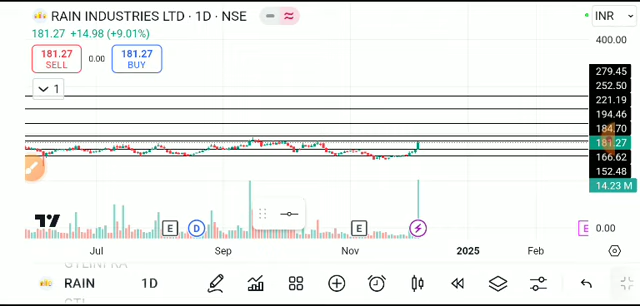 RAIN INDUSTRIES LTD · 1D · NSE
INR
181.27 +14.98 (+9.01%)
400.00
181.27 0.00 181.27
SELL BUY
279.45
1
252.50
221.19
194.46
184.70
181.27
166.62
152.48
14.23 M
E D E E
0.00
Jul Sep Nov 2025 Feb
RAIN 1D